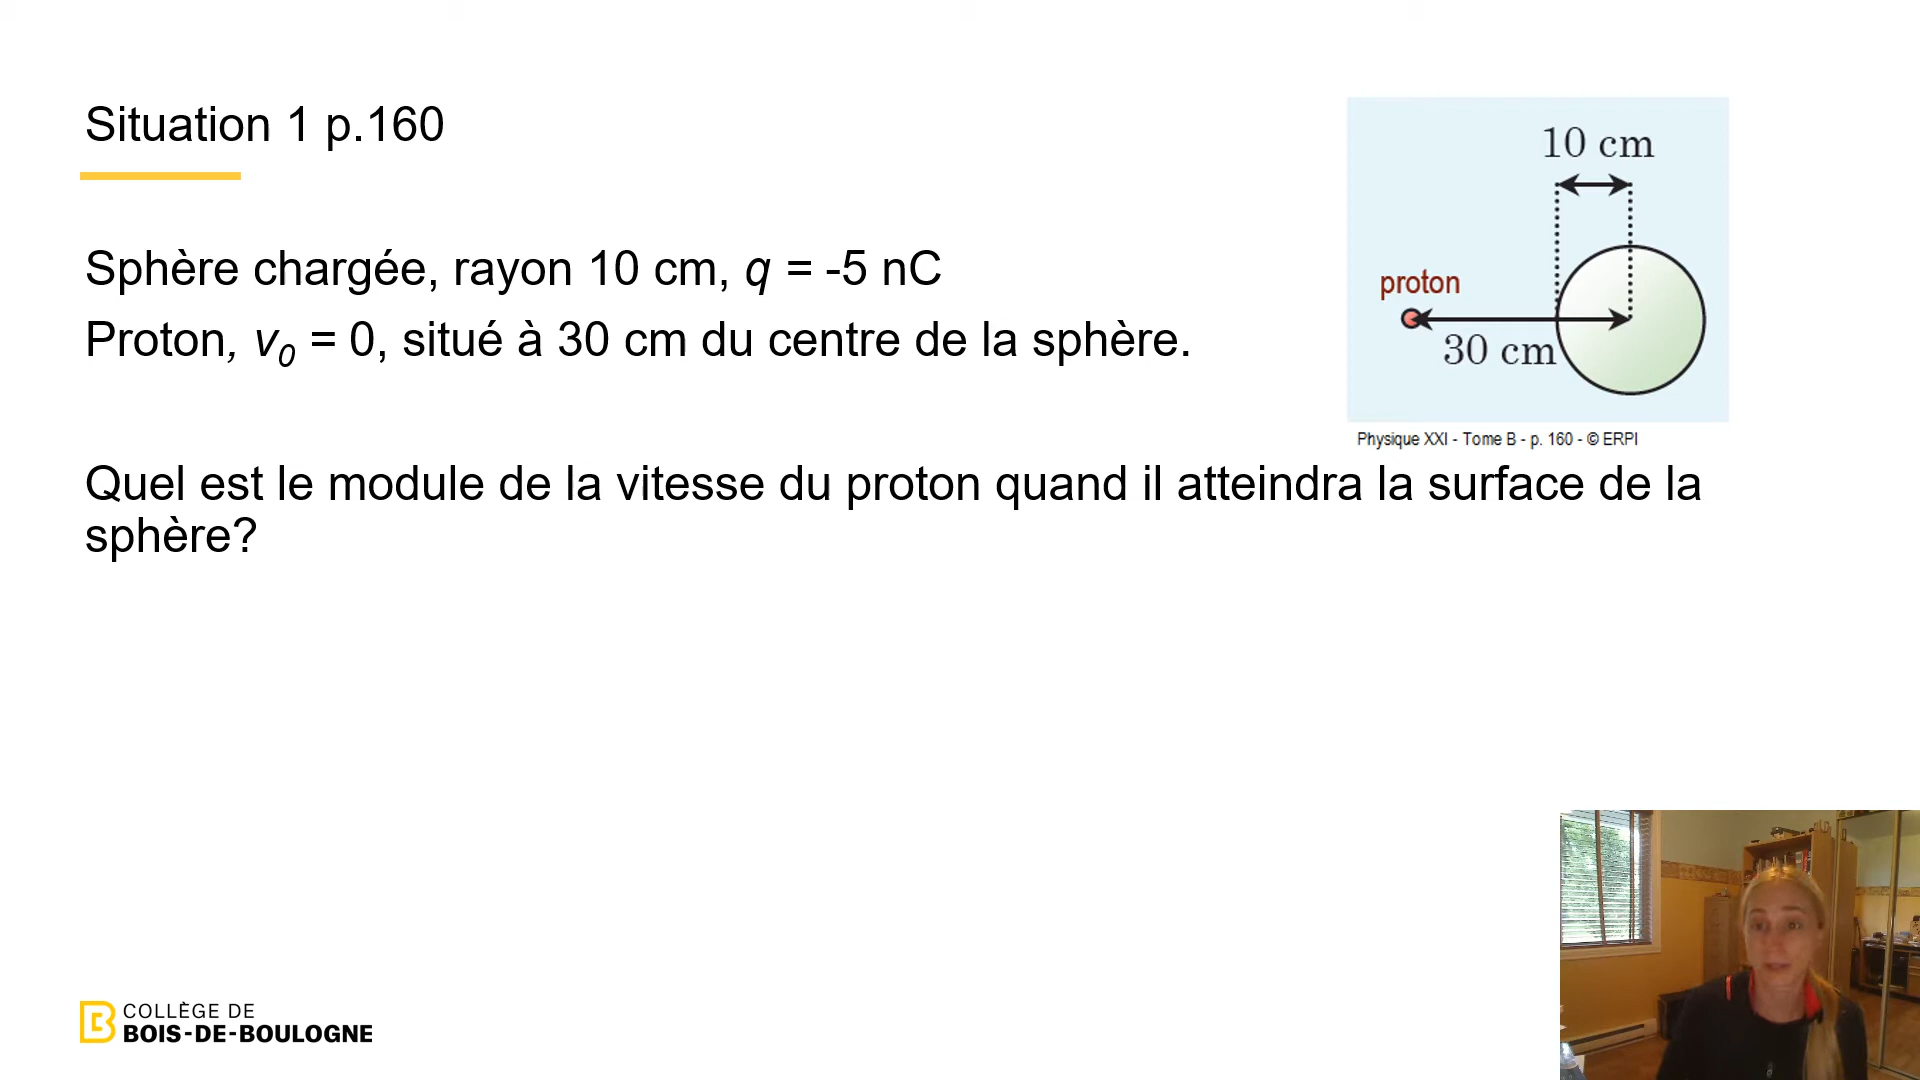 Situation 1 p.160
10 cm
proton
30 cm
Physique XXI - Tome B - p. 160 - © ERPI
Sphère chargée, rayon 10 cm, q = -5 nC
Proton, v0 = 0, situé à 30 cm du centre de la sphère.
Quel est le module de la vitesse du proton quand il atteindra la surface de la
sphère?
COLLÈGE DE
BOIS-DE-BOULOGNE